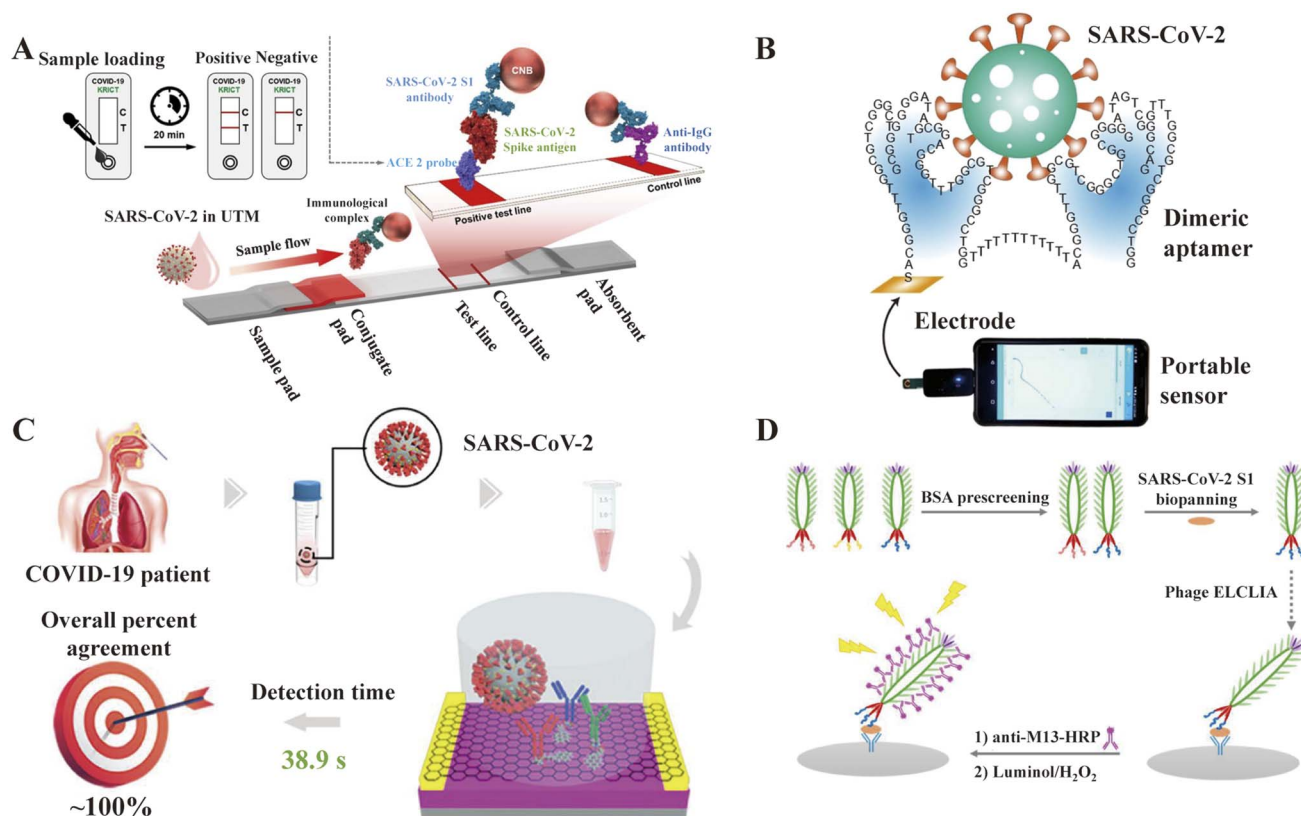 A
Sample loading
Positive Negative
COVID-19
KRICT
C
T
20 min
COVID-19
KRICT
COVID-19
KRICT
C
T
CNB
SARS-CoV-2 S1
antibody
SARS-CoV-2
Spike antigen
Anti-IgG
antibody
ACE 2 probe
Positive test line
Control line
SARS-CoV-2 in UTM
Immunological
complex
Sample flow
Sample pad
Conjugate
pad
Test line
Control line
Absorbent
pad
B
SARS-CoV-2
Dimeric
aptamer
TTTTTTTTTTTT
S
Electrode
Portable
sensor
C
SARS-CoV-2
COVID-19 patient
Overall percent
agreement
Detection time
38.9 s
~100%
D
BSA prescreening
SARS-CoV-2 S1
biopanning
Phage ELCLIA
1) anti-M13-HRP
2) Luminol/H₂O₂